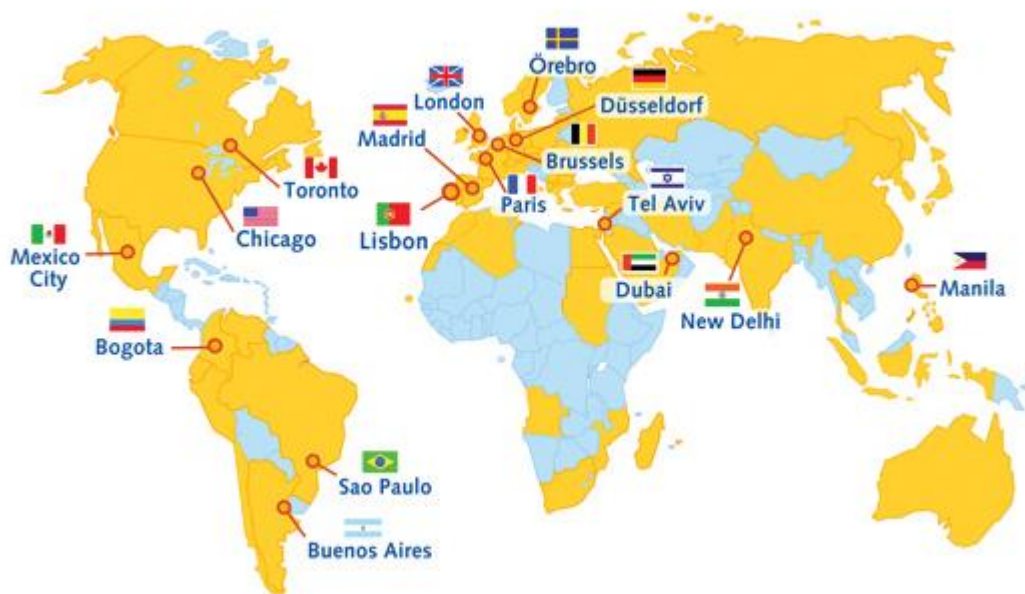 Örebro
London
Düsseldorf
Madrid
Brussels
Toronto
Paris
Tel Aviv
Lisbon
Chicago
Mexico
City
Dubai
Manila
New Delhi
Bogota
Sao Paulo
Buenos Aires